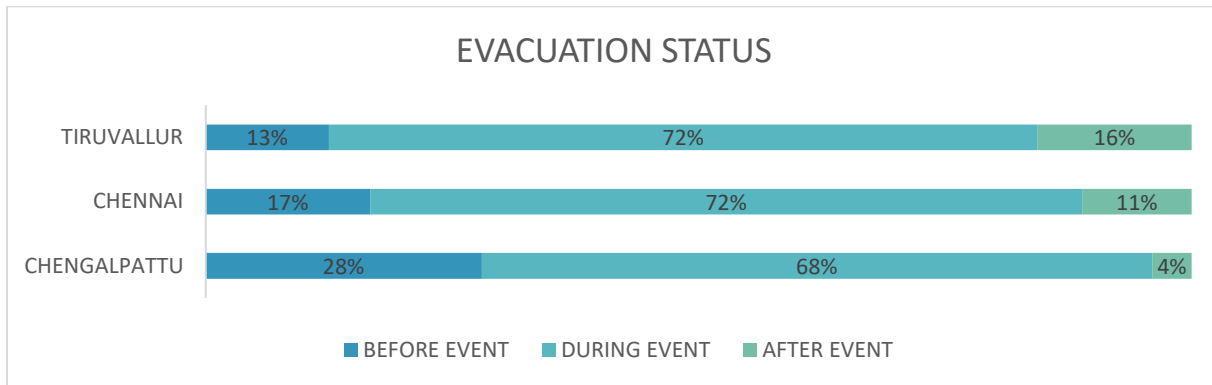 EVACUATION STATUS
TIRUVALLUR 13% 72% 16%
CHENNAI 17% 72% 11%
CHENGALPATTU 28% 68% 4%
BEFORE EVENT DURING EVENT AFTER EVENT